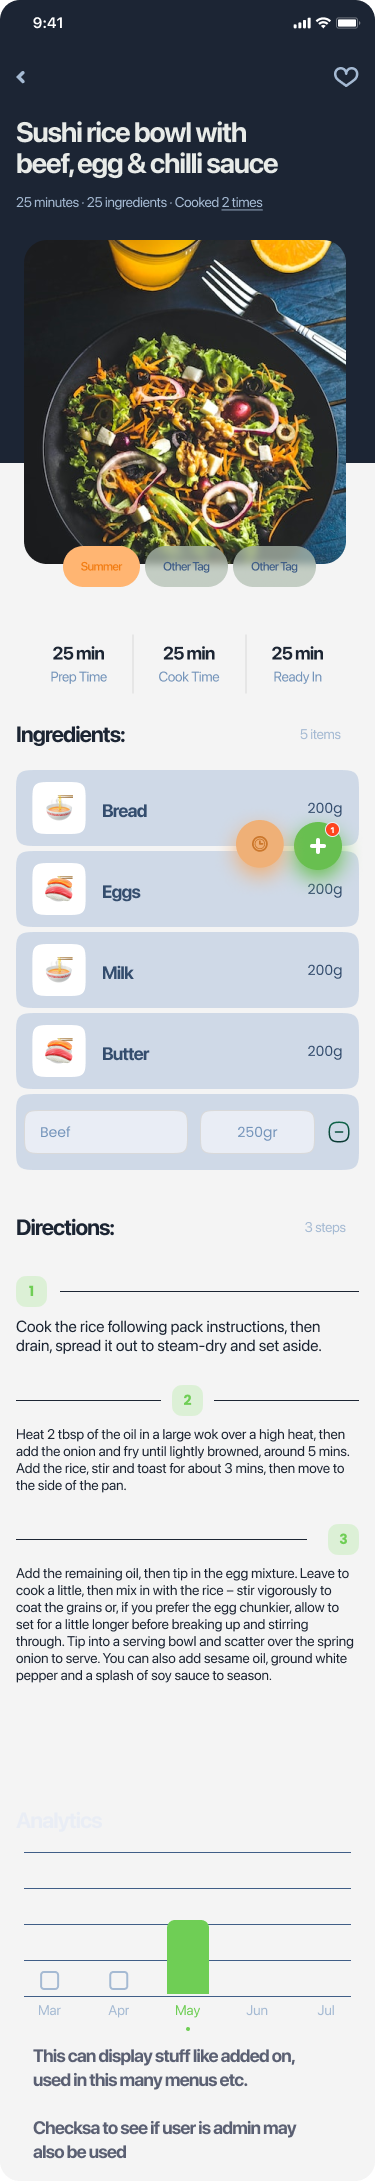 9:41
Sushi rice bowl with
beef, egg & chilli sauce
25 minutes · 25 ingredients · Cooked 2 times
Summer
Other Tag
Other Tag
25 min
25 min
25 min
Prep Time
Cook Time
Ready In
Ingredients:
5 items
Bread
200g
1
Eggs
200g
Milk
200g
Butter
200g
Beef
250gr
Directions:
3 steps
1
Cook the rice following pack instructions, then
drain, spread it out to steam-dry and set aside.
2
Heat 2 tbsp of the oil in a large wok over a high heat, then
add the onion and fry until lightly browned, around 5 mins.
Add the rice, stir and toast for about 3 mins, then move to
the side of the pan.
3
Add the remaining oil, then tip in the egg mixture. Leave to
cook a little, then mix in with the rice – stir vigorously to
coat the grains or, if you prefer the egg chunkier, allow to
set for a little longer before breaking up and stirring
through. Tip into a serving bowl and scatter over the spring
onion to serve. You can also add sesame oil, ground white
pepper and a splash of soy sauce to season.
Analytics
Mar
Apr
May
Jun
Jul
This can display stuff like added on,
used in this many menus etc.
Checksa to see if user is admin may
also be used